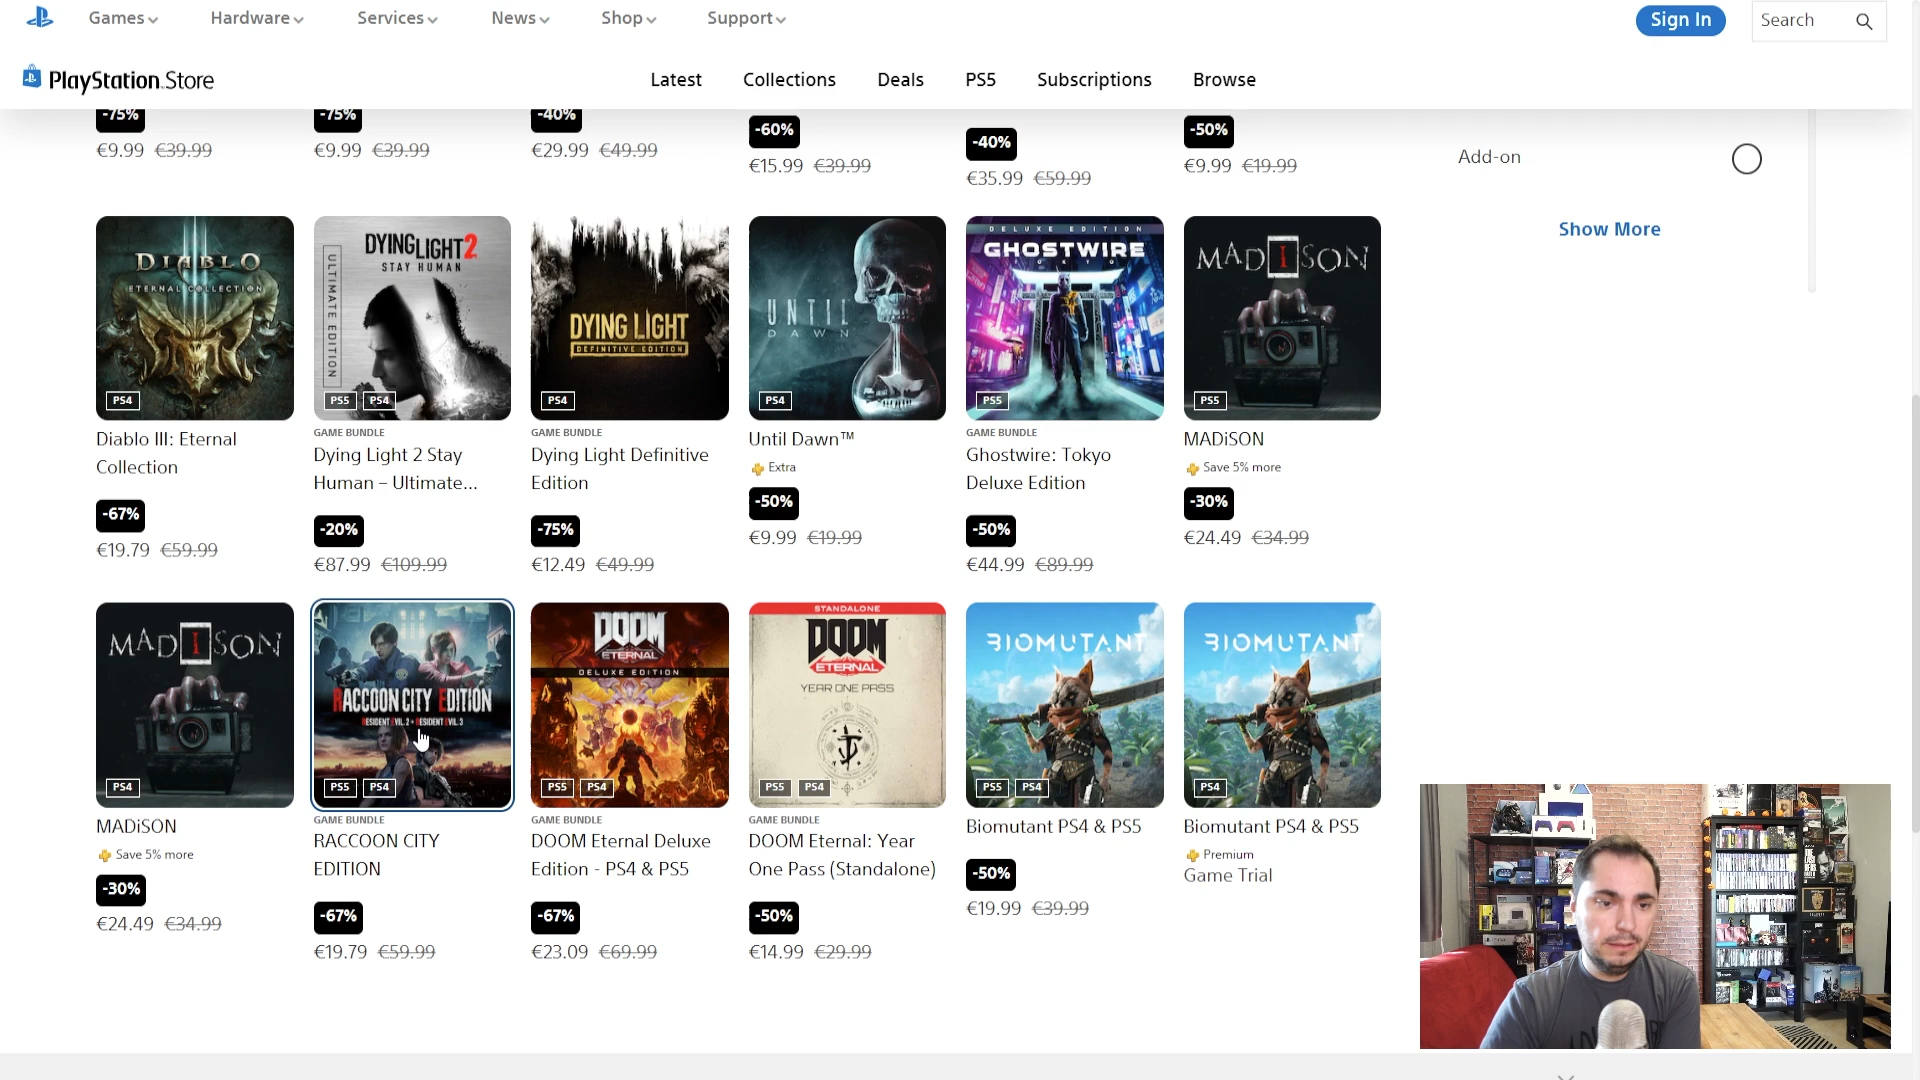 Games Hardware Services News Shop Support Sign In Search
PlayStation Store Latest Collections Deals PS5 Subscriptions Browse
-75% -75% -40% -60% -40% -50%
€9.99 €39.99 €9.99 €39.99 €29.99 €49.99 €15.99 €39.99 €35.99 €59.99 €9.99 €19.99
Add-on
Show More
DIABLO
ETERNAL COLLECTION
PS4
Diablo III: Eternal
Collection
-67%
€19.79 €59.99
ULTIMATE EDITION
DYING LIGHT 2
STAY HUMAN
PS5 PS4
GAME BUNDLE
Dying Light 2 Stay
Human – Ultimate...
-20%
€87.99 €109.99
DYING LIGHT
DEFINITIVE EDITION
PS4
GAME BUNDLE
Dying Light Definitive
Edition
-75%
€12.49 €49.99
UNTIL
DAWN
PS4
Until Dawn™
Extra
-50%
€9.99 €19.99
DELUXE EDITION
GHOSTWIRE
TOKYO
PS5
GAME BUNDLE
Ghostwire: Tokyo
Deluxe Edition
-50%
€44.99 €89.99
MADISON
PS5
MADiSON
Save 5% more
-30%
€24.49 €34.99
MADISON
PS4
MADiSON
Save 5% more
-30%
€24.49 €34.99
RACCOON CITY EDITION
RESIDENT EVIL 2 + RESIDENT EVIL 3
PS5 PS4
GAME BUNDLE
RACCOON CITY
EDITION
-67%
€19.79 €59.99
DOOM
ETERNAL
DELUXE EDITION
PS5 PS4
GAME BUNDLE
DOOM Eternal Deluxe
Edition - PS4 & PS5
-67%
€23.09 €69.99
STANDALONE
DOOM
ETERNAL
YEAR ONE PASS
PS5 PS4
GAME BUNDLE
DOOM Eternal: Year
One Pass (Standalone)
-50%
€14.99 €29.99
BIOMUTANT
PS5 PS4
Biomutant PS4 & PS5
-50%
€19.99 €39.99
BIOMUTANT
PS4
Biomutant PS4 & PS5
Premium
Game Trial